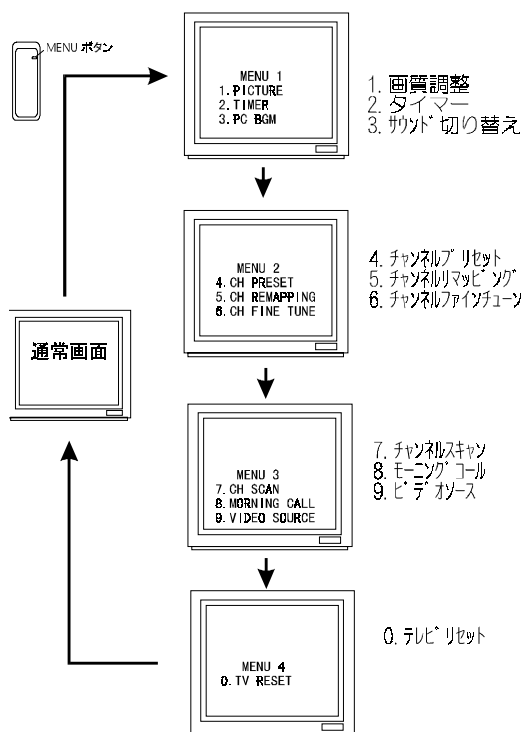 MENU ボタン
MENU 1
1. PICTURE
2. TIMER
3. PC BGM
1. 画質調整
2. タイマー
3. サウンド切り替え
MENU 2
4. CH PRESET
5. CH REMAPPING
6. CH FINE TUNE
4. チャンネルプリセット
5. チャンネルリマッピング
6. チャンネルファインチューン
通常画面
MENU 3
7. CH SCAN
8. MORNING CALL
9. VIDEO SOURCE
7. チャンネルスキャン
8. モーニングコール
9. ビデオソース
MENU 4
0. TV RESET
0. テレビリセット